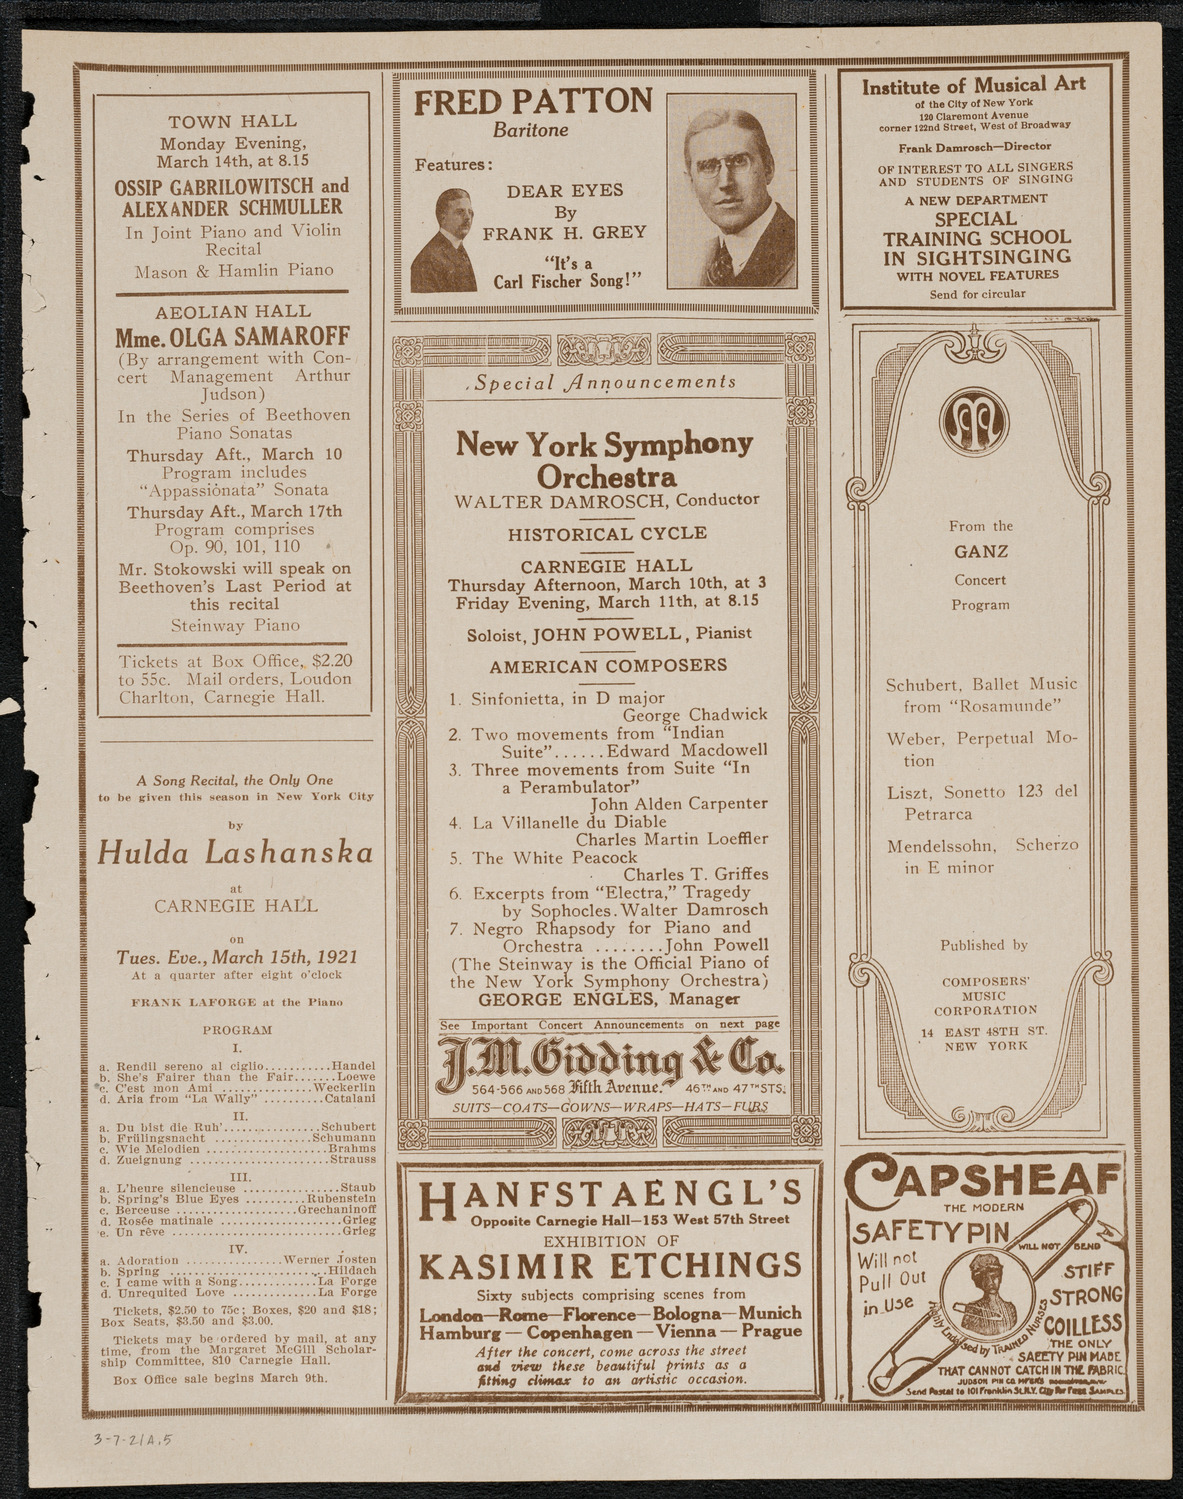 TOWN HALL
Monday Evening,
March 14th, at 8.15
OSSIP GABRILOWITSCH and
ALEXANDER SCHMULLER
In Joint Piano and Violin
Recital
Mason & Hamlin Piano
AEOLIAN HALL
Mme. OLGA SAMAROFF
(By arrangement with Con-
cert Management Arthur
Judson)
In the Series of Beethoven
Piano Sonatas
Thursday Aft., March 10
Program includes
"Appassionata" Sonata
Thursday Aft., March 17th
Program comprises
Op. 90, 101, 110
Mr. Stokowski will speak on
Beethoven's Last Period at
this recital
Steinway Piano
Tickets at Box Office, $2.20
to 55c. Mail orders, Loudon
Charlton, Carnegie Hall.
A Song Recital, the Only One
to be given this season in New York City
by
Hulda Lashanska
at
CARNEGIE HALL
on
Tues. Eve., March 15th, 1921
At a quarter after eight o'clock
FRANK LAFORGE at the Piano
PROGRAM
I.
a. Rendil sereno al ciglio...........Handel
b. She's Fairer than the Fair.......Loewe
c. C'est mon Ami ...............Weckerlin
d. Aria from "La Wally" ..........Catalani
II.
a. Du bist die Ruh'................Schubert
b. Frülingsnacht ................Schumann
c. Wie Melodien ....................Brahms
d. Zueignung .......................Strauss
III.
a. L'heure silencieuse ................Staub
b. Spring's Blue Eyes ..........Rubenstein
c. Berceuse ....................Grechaninoff
d. Rosée matinale ....................Grieg
e. Un rêve ............................Grieg
IV.
a. Adoration ................Werner Josten
b. Spring ..........................Hildach
c. I came with a Song.............La Forge
d. Unrequited Love ...............La Forge
Tickets, $2.50 to 75c; Boxes, $20 and $18;
Box Seats, $3.50 and $3.00.
Tickets may be ordered by mail, at any
time, from the Margaret McGill Scholar-
ship Committee, 810 Carnegie Hall.
Box Office sale begins March 9th.
3-7-21A.5
FRED PATTON
Baritone
Features:
DEAR EYES
By
FRANK H. GREY
"It's a
Carl Fischer Song!"
Special Announcements
New York Symphony
Orchestra
WALTER DAMROSCH, Conductor
HISTORICAL CYCLE
CARNEGIE HALL
Thursday Afternoon, March 10th, at 3
Friday Evening, March 11th, at 8.15
Soloist, JOHN POWELL, Pianist
AMERICAN COMPOSERS
1. Sinfonietta, in D major
George Chadwick
2. Two movements from "Indian
Suite"......Edward Macdowell
3. Three movements from Suite "In
a Perambulator"
John Alden Carpenter
4. La Villanelle du Diable
Charles Martin Loeffler
5. The White Peacock
Charles T. Griffes
6. Excerpts from "Electra," Tragedy
by Sophocles. Walter Damrosch
7. Negro Rhapsody for Piano and
Orchestra ........John Powell
(The Steinway is the Official Piano of
the New York Symphony Orchestra)
GEORGE ENGLES, Manager
See Important Concert Announcements on next page
J.M. Gidding & Co.
564-566 AND 568 Fifth Avenue. 46TH AND 47TH STS.
SUITS—COATS—GOWNS—WRAPS—HATS—FURS
HANFSTAENGL'S
Opposite Carnegie Hall—153 West 57th Street
EXHIBITION OF
KASIMIR ETCHINGS
Sixty subjects comprising scenes from
London—Rome—Florence—Bologna—Munich
Hamburg—Copenhagen—Vienna—Prague
After the concert, come across the street
and view these beautiful prints as a
fitting climax to an artistic occasion.
Institute of Musical Art
of the City of New York
120 Claremont Avenue
corner 122nd Street, West of Broadway
Frank Damrosch—Director
OF INTEREST TO ALL SINGERS
AND STUDENTS OF SINGING
A NEW DEPARTMENT
SPECIAL
TRAINING SCHOOL
IN SIGHTSINGING
WITH NOVEL FEATURES
Send for circular
From the
GANZ
Concert
Program
Schubert, Ballet Music
from "Rosamunde"
Weber, Perpetual Mo-
tion
Liszt, Sonetto 123 del
Petrarca
Mendelssohn, Scherzo
in E minor
Published by
COMPOSERS'
MUSIC
CORPORATION
14 EAST 48TH ST.
NEW YORK
CAPSHEAF
THE MODERN
SAFETY PIN
WILL NOT BEND
Will not
Pull Out
in Use
STIFF
STRONG
COILLESS
Highly Endorsed by TRAINED NURSES
THE ONLY
SAFETY PIN MADE
THAT CANNOT CATCH IN THE FABRIC
JUDSON PIN CO. MFERS
Send Postal to 101 Franklin St. N.Y. City for Free SAMPLES.